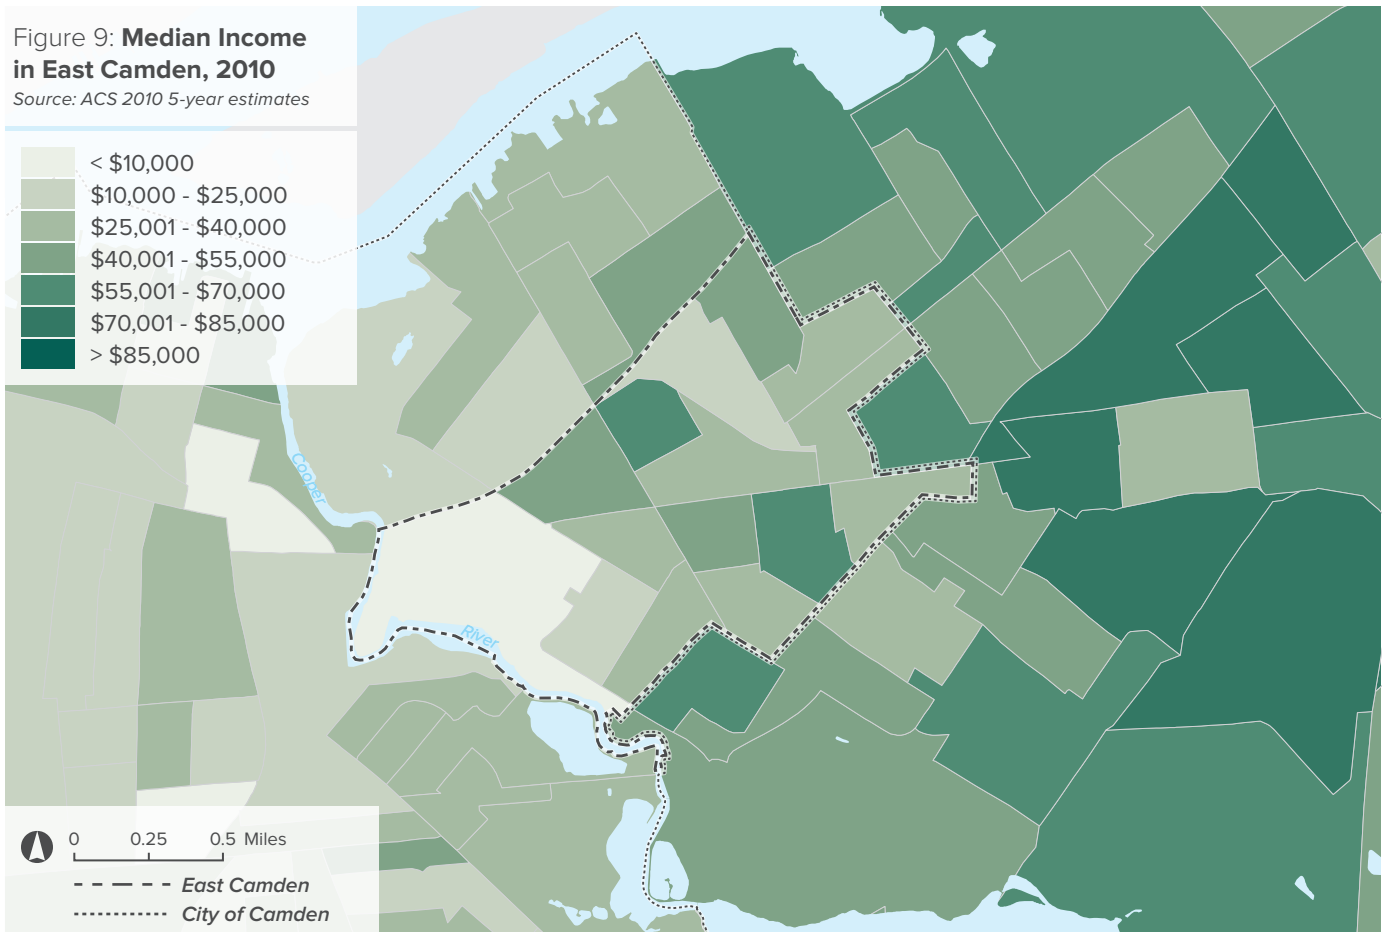 Figure 9: Median Income
in East Camden, 2010
Source: ACS 2010 5-year estimates
< $10,000
$10,000 - $25,000
$25,001 - $40,000
$40,001 - $55,000
$55,001 - $70,000
$70,001 - $85,000
> $85,000
Cooper
River
0 0.25 0.5 Miles
East Camden
City of Camden